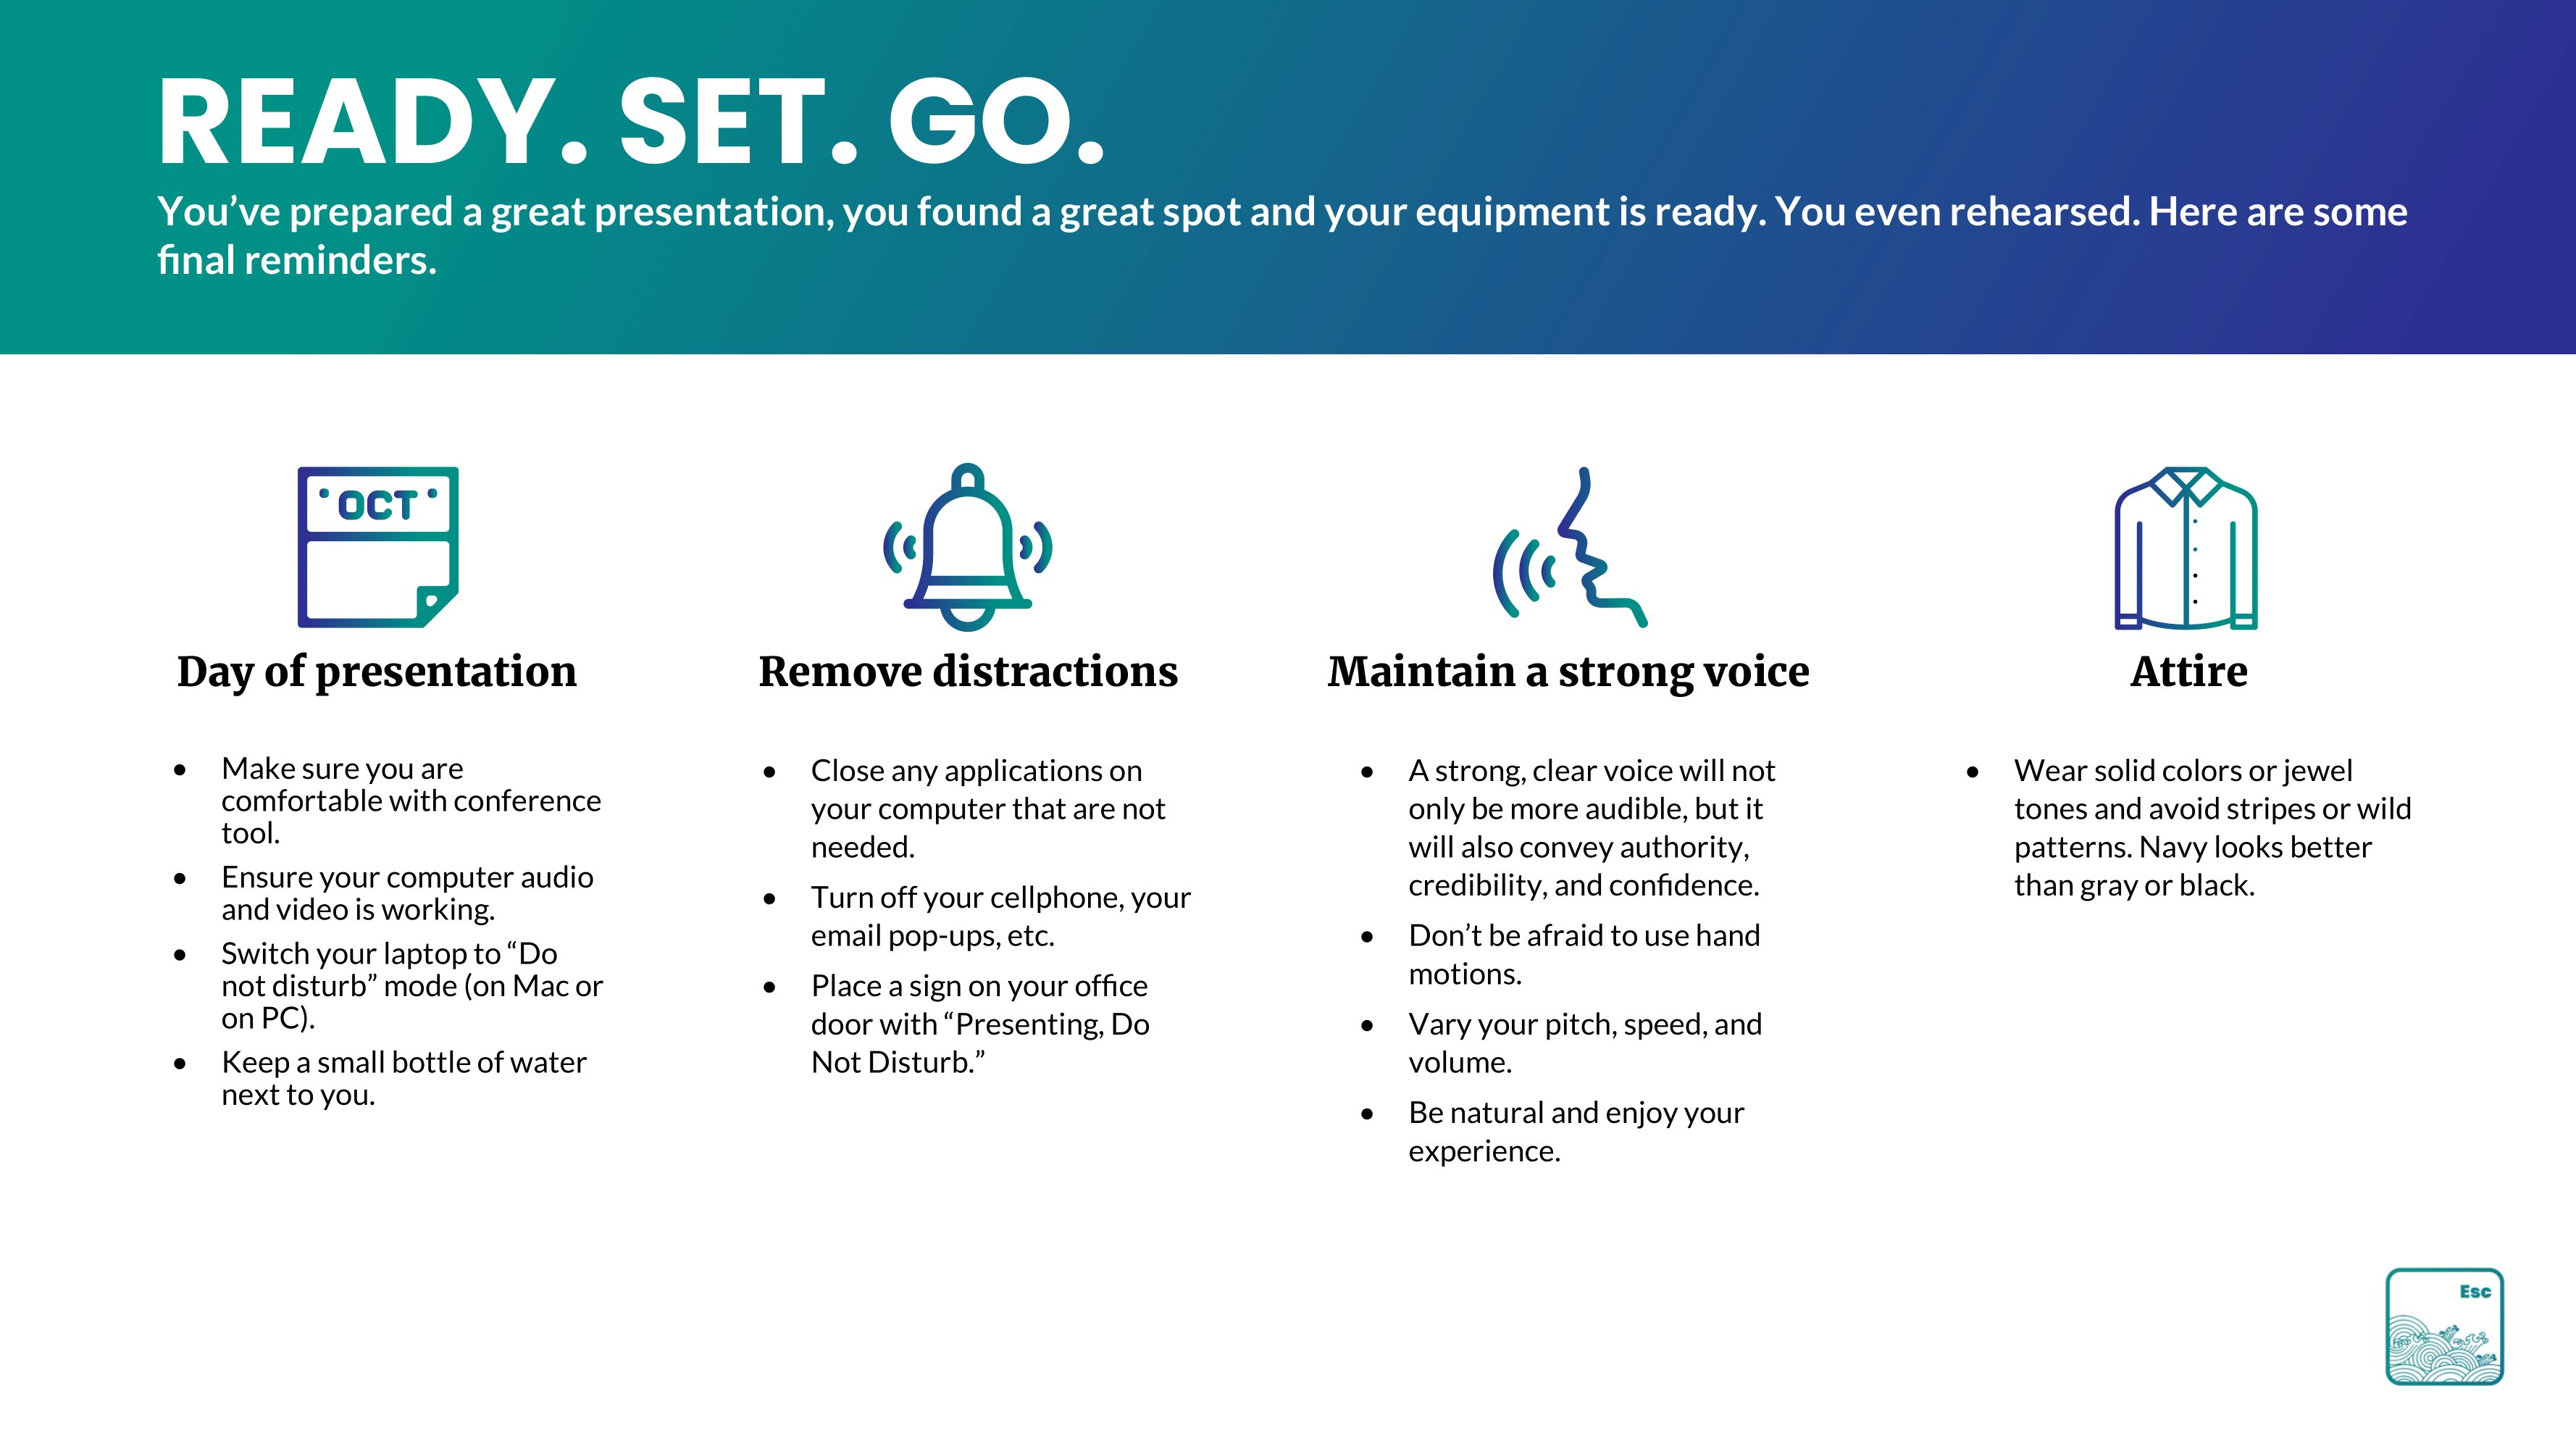 READY. SET. GO.
You’ve prepared a great presentation, you found a great spot and your equipment is ready. You even rehearsed. Here are some
final reminders.
OCT
Day of presentation
• Make sure you are
comfortable with conference
tool.
• Ensure your computer audio
and video is working.
• Switch your laptop to “Do
not disturb” mode (on Mac or
on PC).
• Keep a small bottle of water
next to you.
Remove distractions
• Close any applications on
your computer that are not
needed.
• Turn off your cellphone, your
email pop-ups, etc.
• Place a sign on your office
door with “Presenting, Do
Not Disturb.”
Maintain a strong voice
• A strong, clear voice will not
only be more audible, but it
will also convey authority,
credibility, and confidence.
• Don’t be afraid to use hand
motions.
• Vary your pitch, speed, and
volume.
• Be natural and enjoy your
experience.
Attire
• Wear solid colors or jewel
tones and avoid stripes or wild
patterns. Navy looks better
than gray or black.
Esc